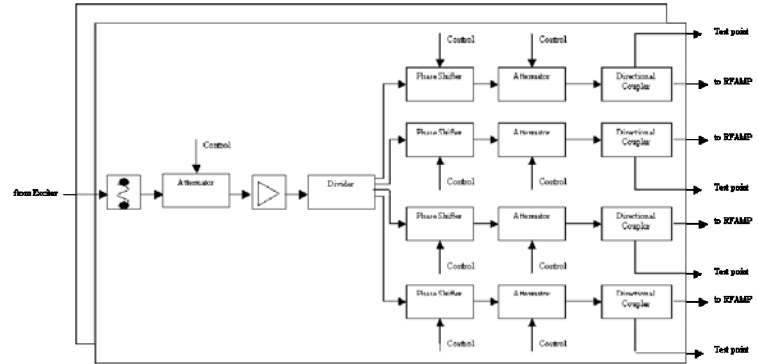 Test point
Control
Control
Phase Shifter
Attenuator
Directional
Coupler
to RFAMP
Phase Shifter
Attenuator
Directional
Coupler
to RFAMP
Control
Control
Control
Test point
from Exciter
Attenuator
Divider
Phase Shifter
Attenuator
Directional
Coupler
to RFAMP
Control
Control
Test point
Phase Shifter
Attenuator
Directional
Coupler
to RFAMP
Control
Control
Test point